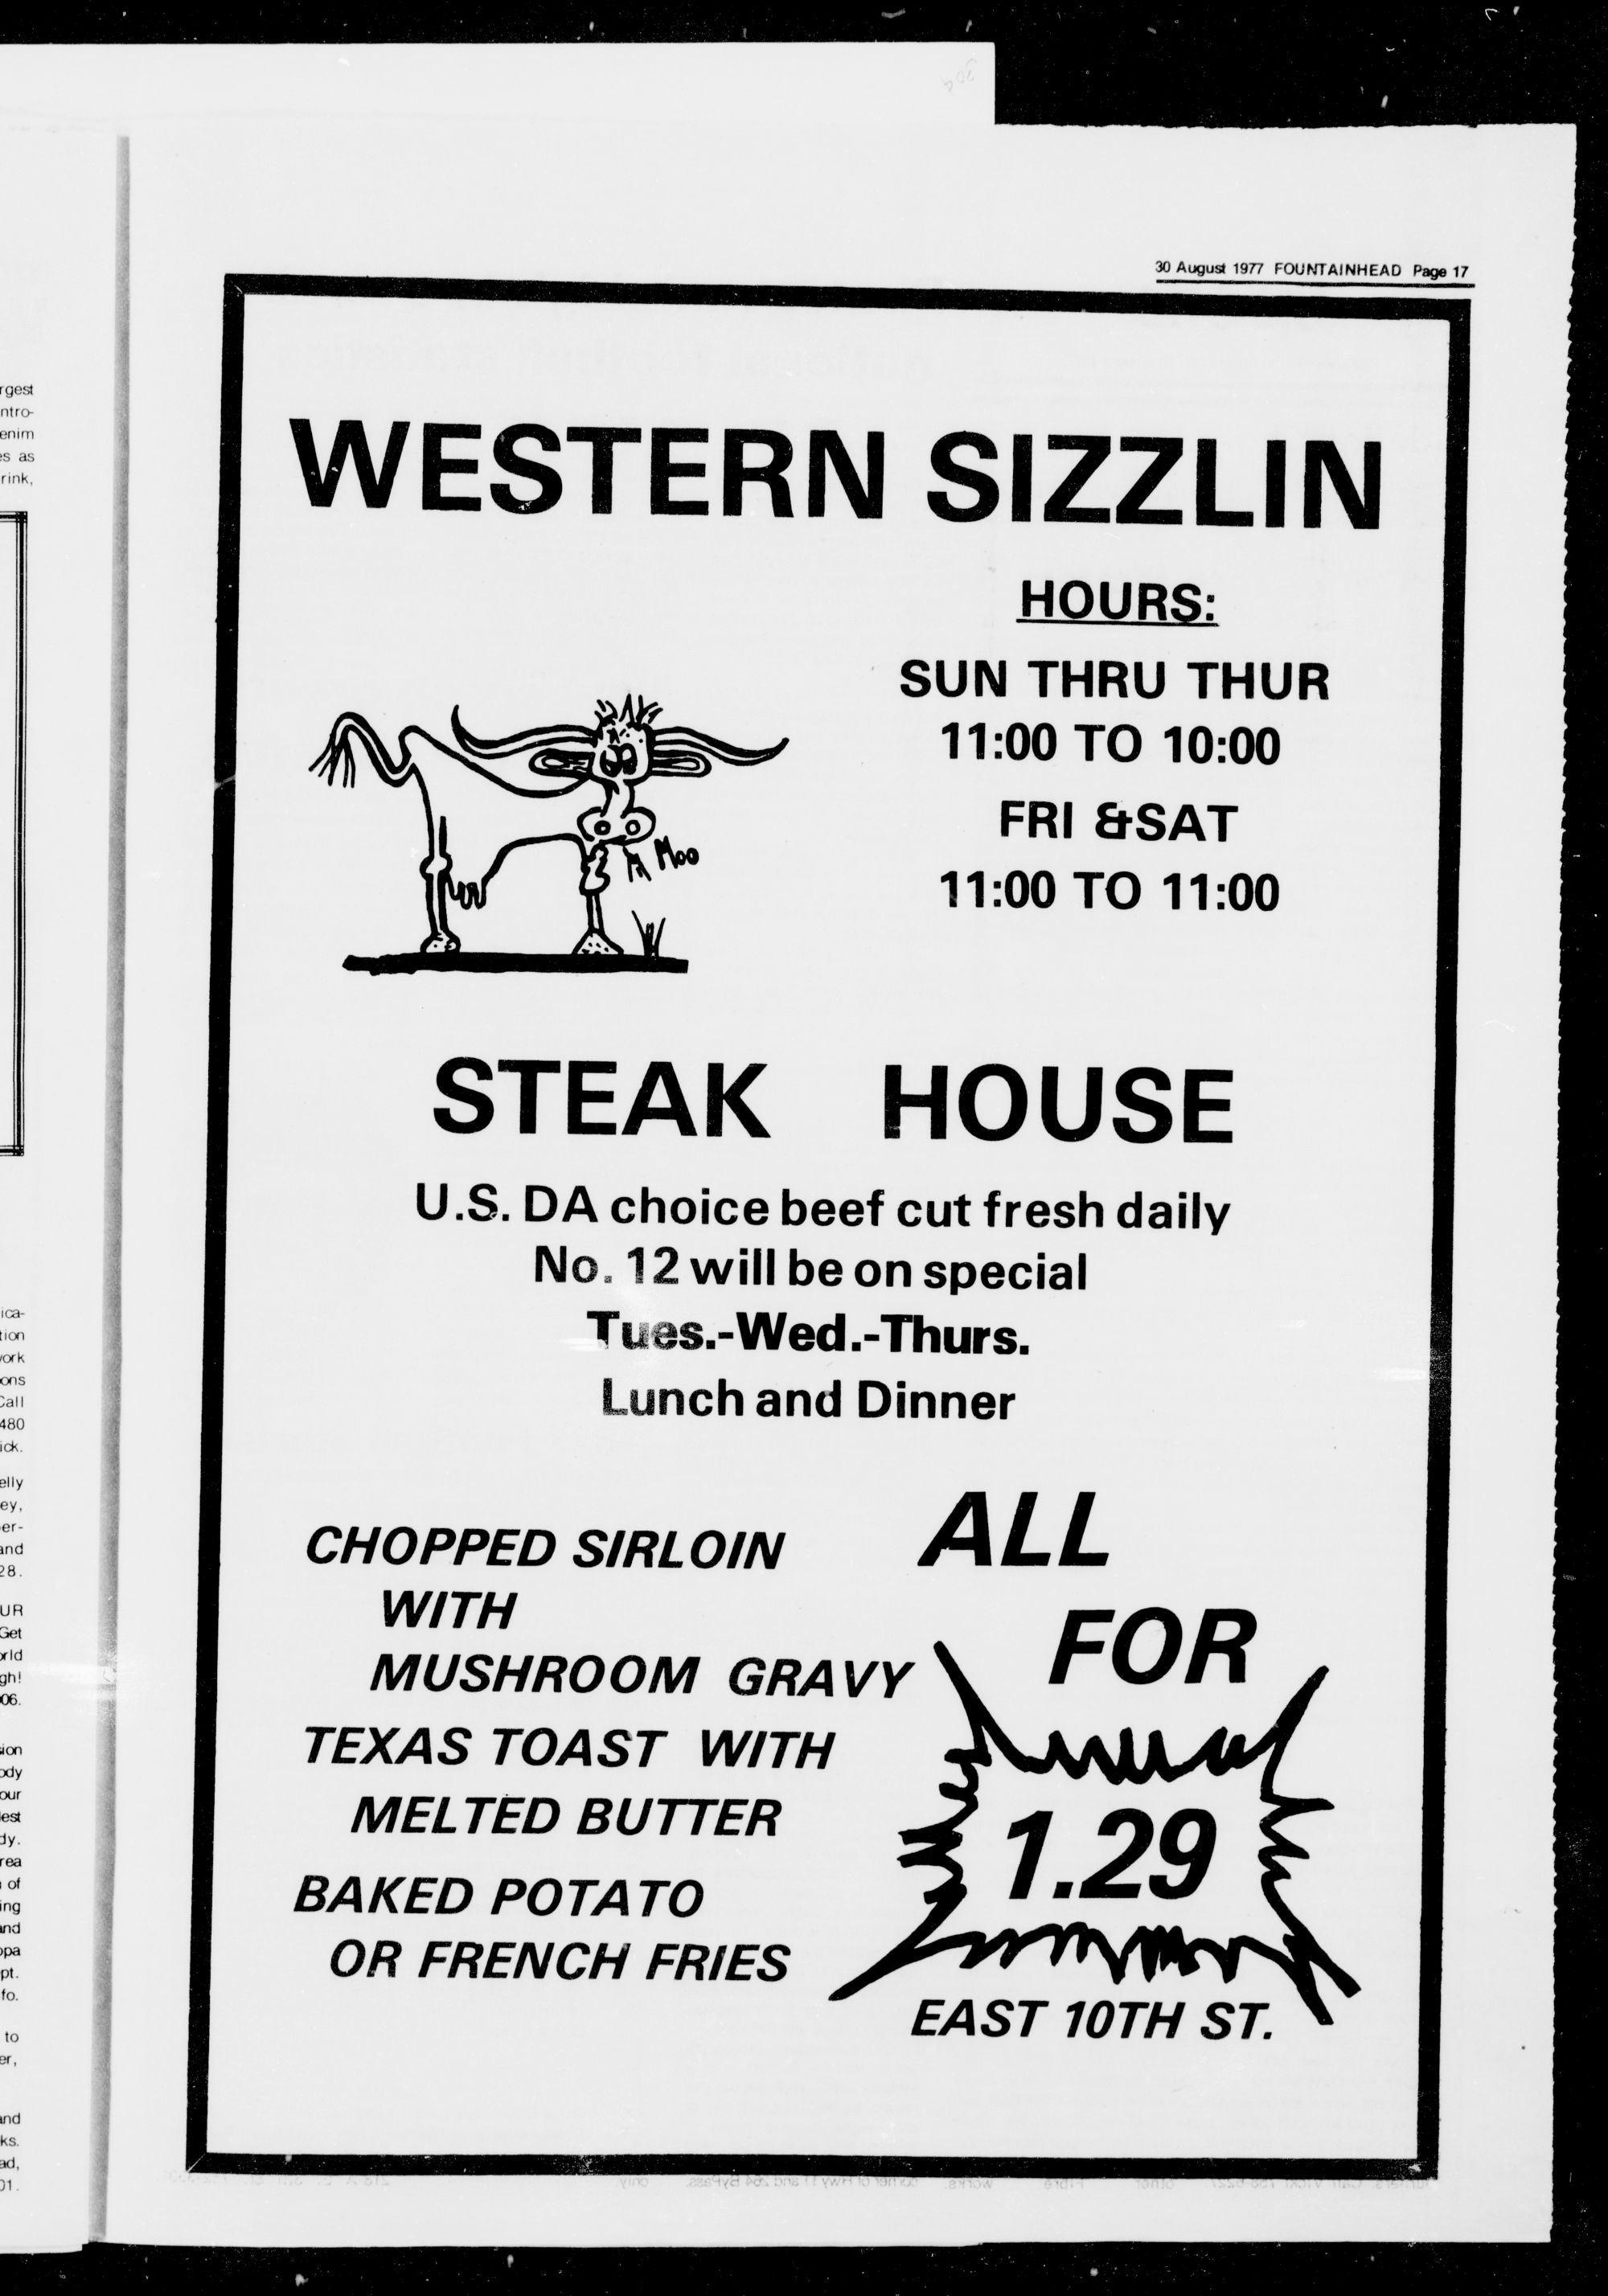 30 August 1977 FOUNTAINHEAD Page 17
WESTERN SIZZLIN
HOURS:
SUN THRU THUR
11:00 TO 10:00
FRI &SAT
11:00 TO 11:00
Moo
STEAK HOUSE
U.S. DA choice beef cut fresh daily
No. 12 will be on special
Tues.-Wed.-Thurs.
Lunch and Dinner
CHOPPED SIRLOIN
WITH
MUSHROOM GRAVY
TEXAS TOAST WITH
MELTED BUTTER
BAKED POTATO
OR FRENCH FRIES
ALL
FOR
1.29
EAST 10TH ST.